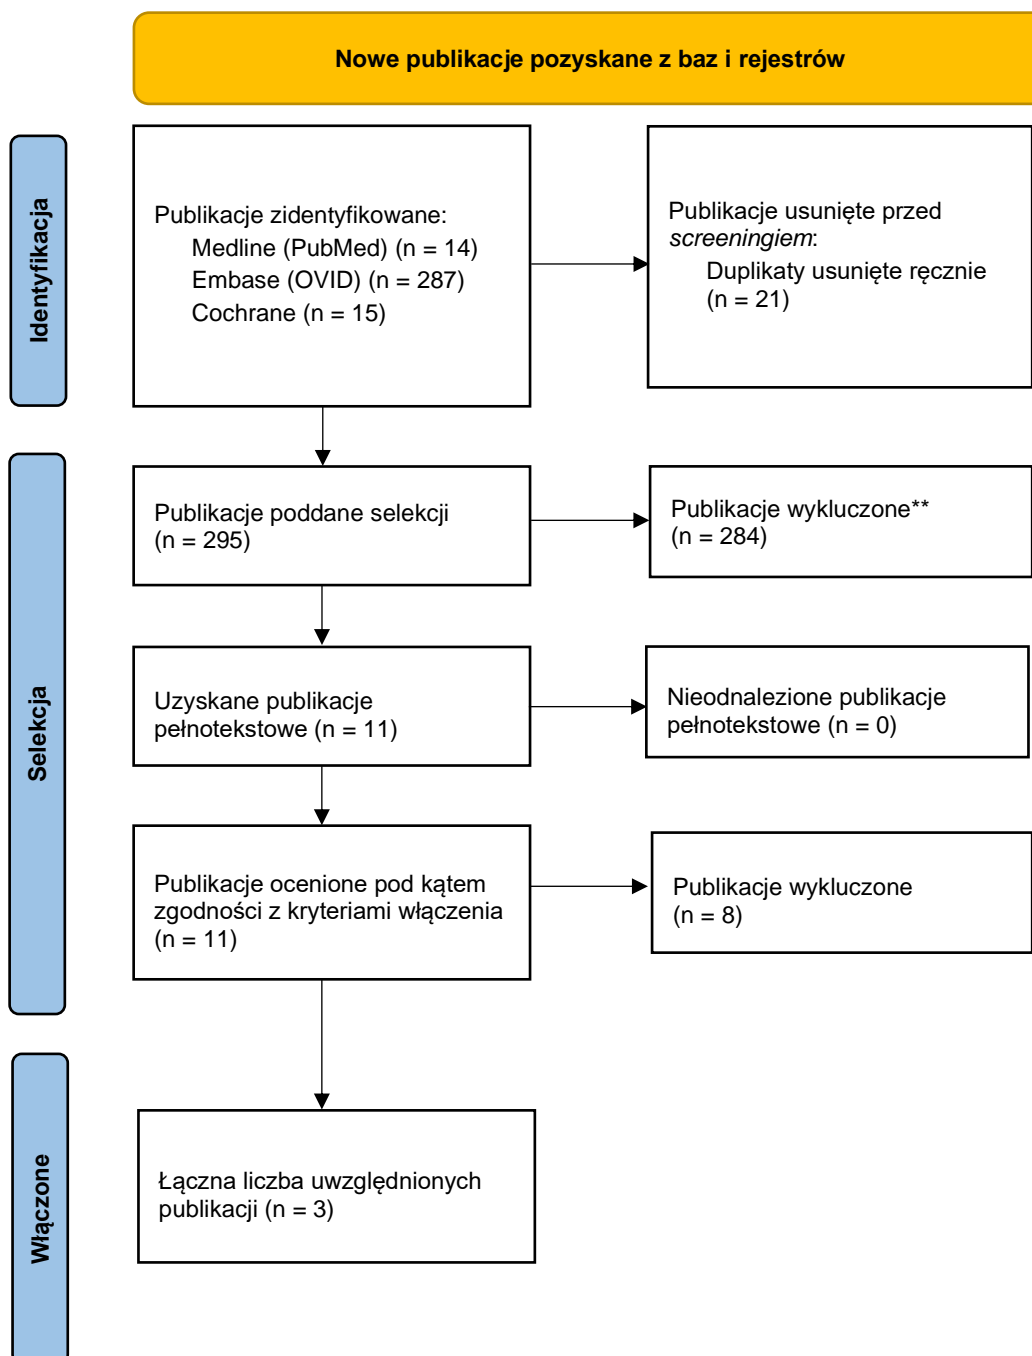 Nowe publikacje pozyskane z baz i rejestrów
Identyfikacja
Publikacje zidentyfikowane:
Medline (PubMed) (n = 14)
Embase (OVID) (n = 287)
Cochrane (n = 15)
Publikacje usunięte przed
screeningiem:
Duplikaty usunięte ręcznie
(n = 21)
Selekcja
Publikacje poddane selekcji
(n = 295)
Publikacje wykluczone**
(n = 284)
Uzyskane publikacje
pełnotekstowe (n = 11)
Nieodnalezione publikacje
pełnotekstowe (n = 0)
Publikacje ocenione pod kątem
zgodności z kryteriami włączenia
(n = 11)
Publikacje wykluczone
(n = 8)
Włączone
Łączna liczba uwzględnionych
publikacji (n = 3)